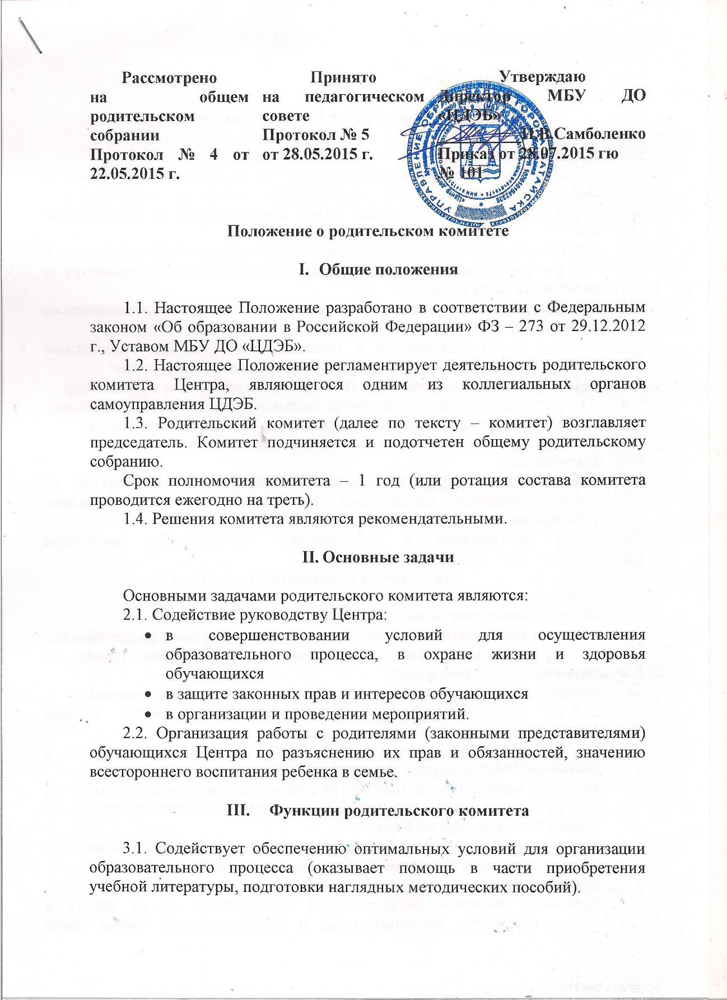 Рассмотрено
на общем
родительском
собрании
Протокол № 4 от
22.05.2015 г.
Принято
на педагогическом
совете
Протокол № 5
от 28.05.2015 г.
Утверждаю
Директор МБУ ДО
«ЦДЭБ»
И.В.Самболенко
Приказ от 28.07.2015 гю
№ 101
УПРАВЛЕНИЕ ОБРАЗОВАНИЯ ГОРОДА БАТАЙСКА
Положение о родительском комитете
I. Общие положения
1.1. Настоящее Положение разработано в соответствии с Федеральным
законом «Об образовании в Российской Федерации» ФЗ – 273 от 29.12.2012
г., Уставом МБУ ДО «ЦДЭБ».
1.2. Настоящее Положение регламентирует деятельность родительского
комитета Центра, являющегося одним из коллегиальных органов
самоуправления ЦДЭБ.
1.3. Родительский комитет (далее по тексту – комитет) возглавляет
председатель. Комитет подчиняется и подотчетен общему родительскому
собранию.
Срок полномочия комитета – 1 год (или ротация состава комитета
проводится ежегодно на треть).
1.4. Решения комитета являются рекомендательными.
II. Основные задачи
Основными задачами родительского комитета являются:
2.1. Содействие руководству Центра:
• в совершенствовании условий для осуществления
образовательного процесса, в охране жизни и здоровья
обучающихся
• в защите законных прав и интересов обучающихся
• в организации и проведении мероприятий.
2.2. Организация работы с родителями (законными представителями)
обучающихся Центра по разъяснению их прав и обязанностей, значению
всестороннего воспитания ребенка в семье.
III. Функции родительского комитета
3.1. Содействует обеспечению оптимальных условий для организации
образовательного процесса (оказывает помощь в части приобретения
учебной литературы, подготовки наглядных методических пособий).